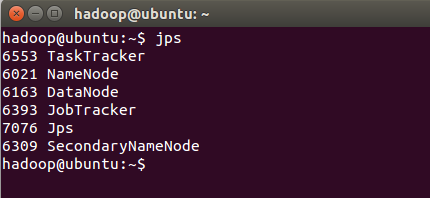 hadoop@ubuntu: ~
hadoop@ubuntu:~$ jps
6553 TaskTracker
6021 NameNode
6163 DataNode
6393 JobTracker
7076 Jps
6309 SecondaryNameNode
hadoop@ubuntu:~$